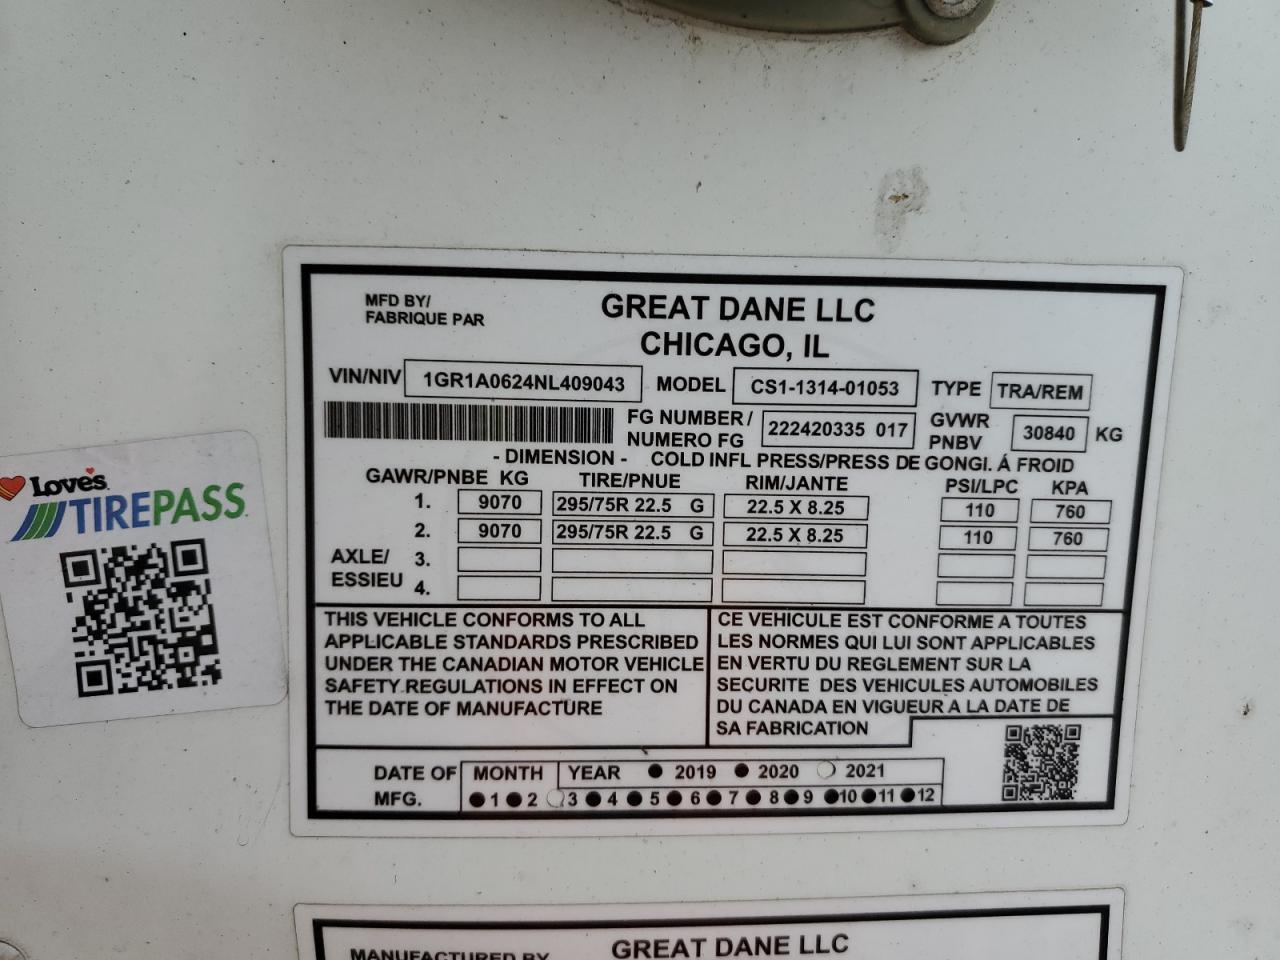 MFD BY/
FABRIQUE PAR
GREAT DANE LLC
CHICAGO, IL
VIN/NIV 1GR1A0624NL409043 MODEL CS1-1314-01053 TYPE TRA/REM
FG NUMBER/
NUMERO FG 222420335 017 GVWR
PNBV 30840 KG
- DIMENSION - COLD INFL PRESS/PRESS DE GONGI. Á FROID
GAWR/PNBE KG TIRE/PNUE RIM/JANTE PSI/LPC KPA
1. 9070 295/75R 22.5 G 22.5 X 8.25 110 760
2. 9070 295/75R 22.5 G 22.5 X 8.25 110 760
AXLE/
ESSIEU
3.
4.
THIS VEHICLE CONFORMS TO ALL
APPLICABLE STANDARDS PRESCRIBED
UNDER THE CANADIAN MOTOR VEHICLE
SAFETY REGULATIONS IN EFFECT ON
THE DATE OF MANUFACTURE
CE VEHICULE EST CONFORME A TOUTES
LES NORMES QUI LUI SONT APPLICABLES
EN VERTU DU REGLEMENT SUR LA
SECURITE DES VEHICULES AUTOMOBILES
DU CANADA EN VIGUEUR A LA DATE DE
SA FABRICATION
DATE OF
MFG.
MONTH YEAR 2019 2020 2021
1 2 3 4 5 6 7 8 9 10 11 12
Love's
TIREPASS
MANUFACTURED BY GREAT DANE LLC